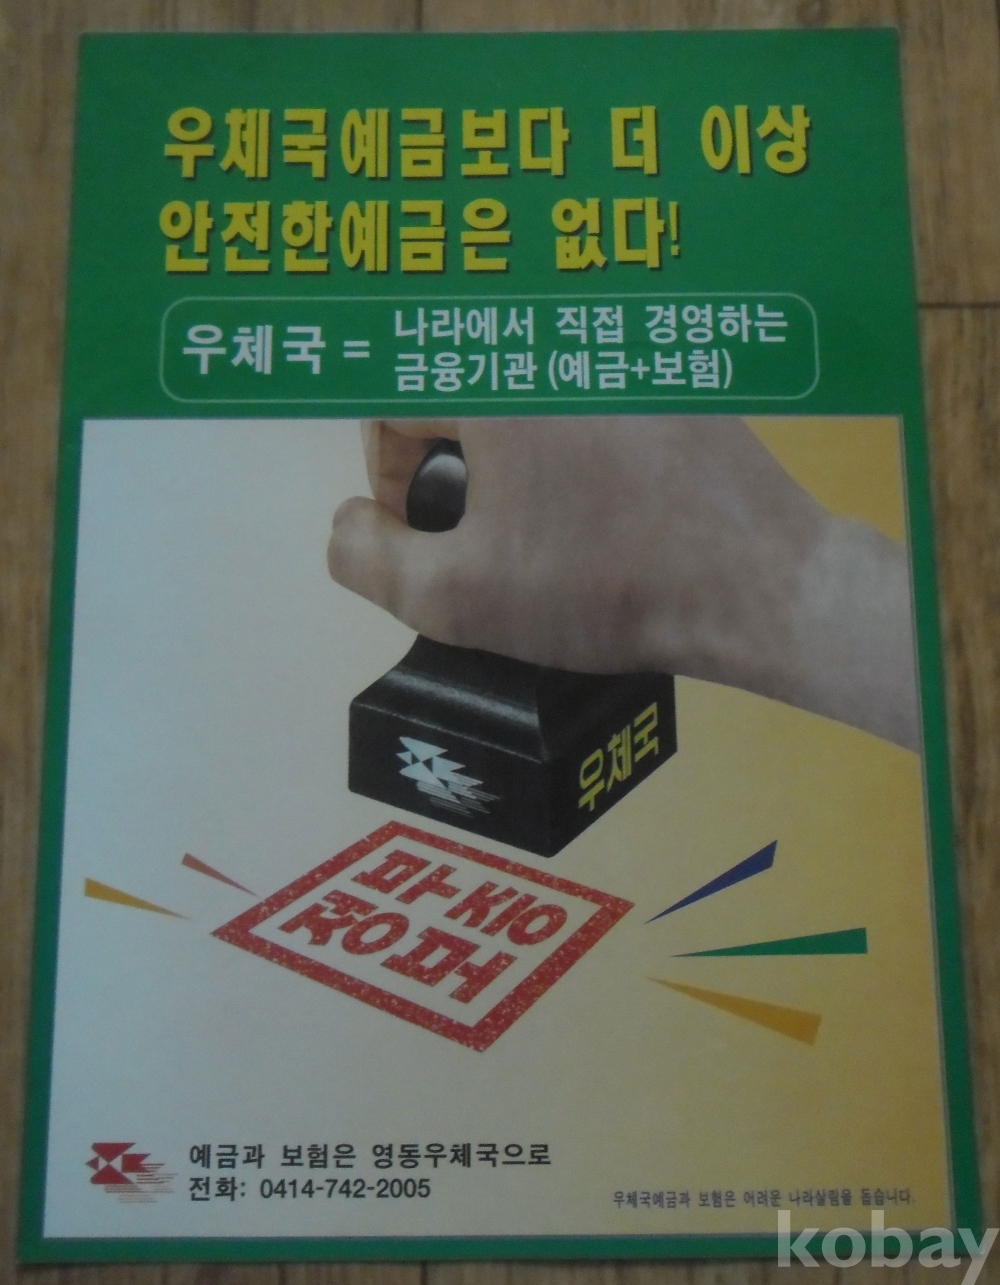 우체국예금보다 더 이상
안전한예금은 없다!
우체국 =
나라에서 직접 경영하는
금융기관 (예금+보험)
우체국
보증
정부
예금과 보험은 영동우체국으로
전화: 0414-742-2005
우체국예금과 보험은 어려운 나라살림을 돕습니다.
kobay